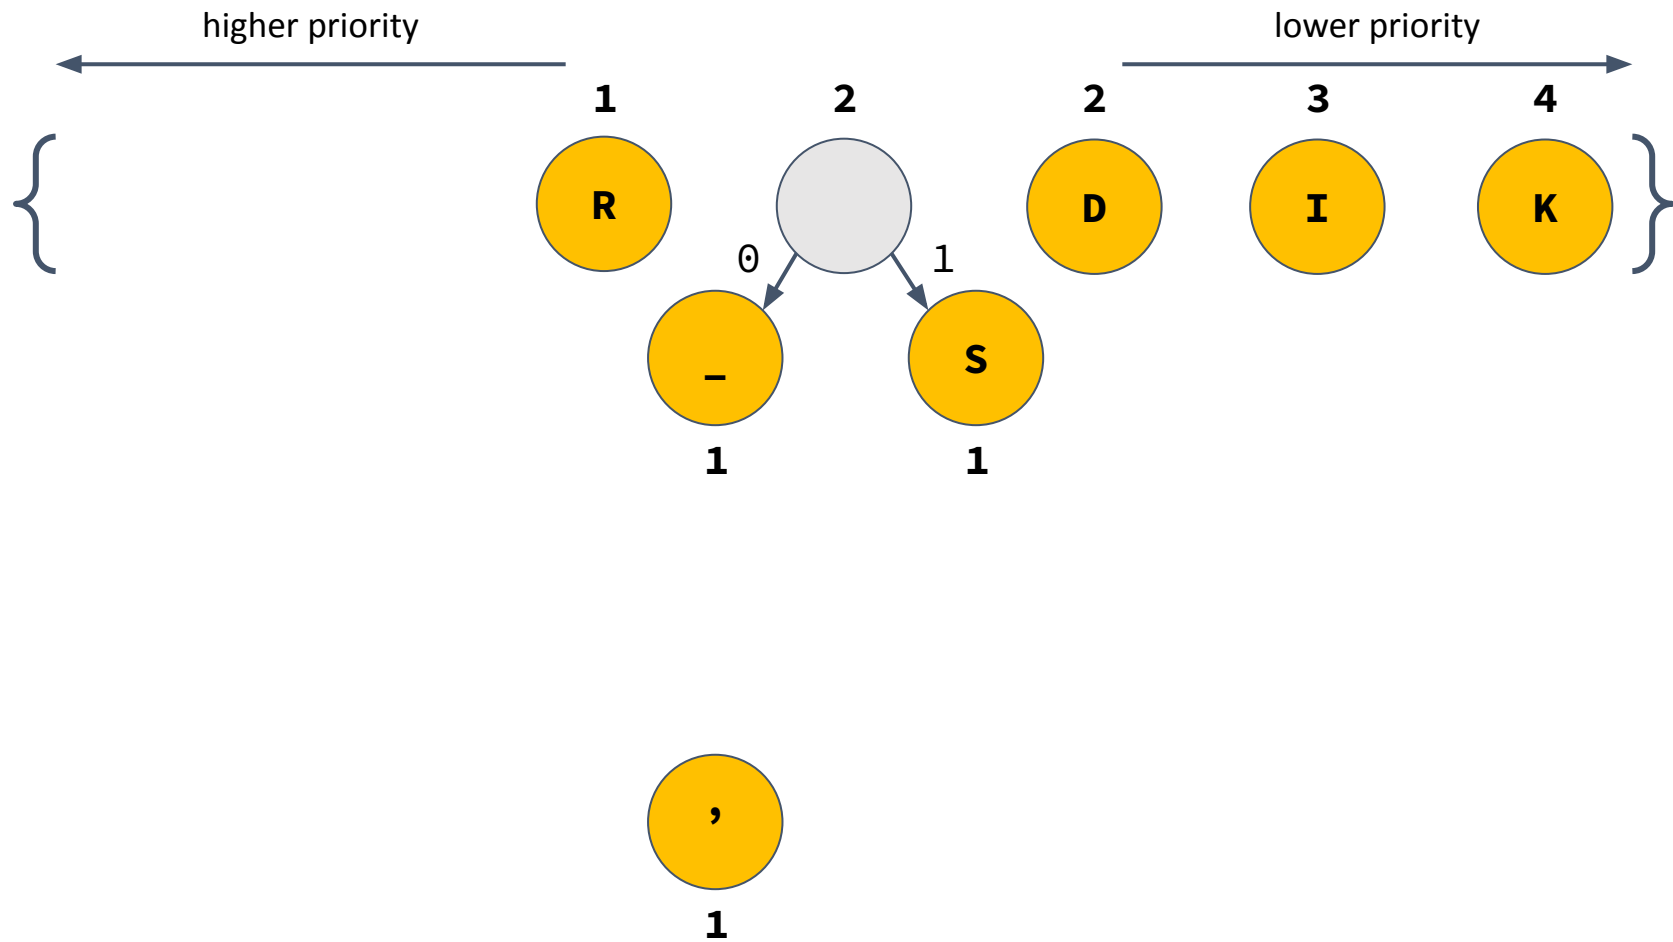 higher priority lower priority
1 2 2 3 4
{ R D I K }
0 1
_ S
1 1
,
1